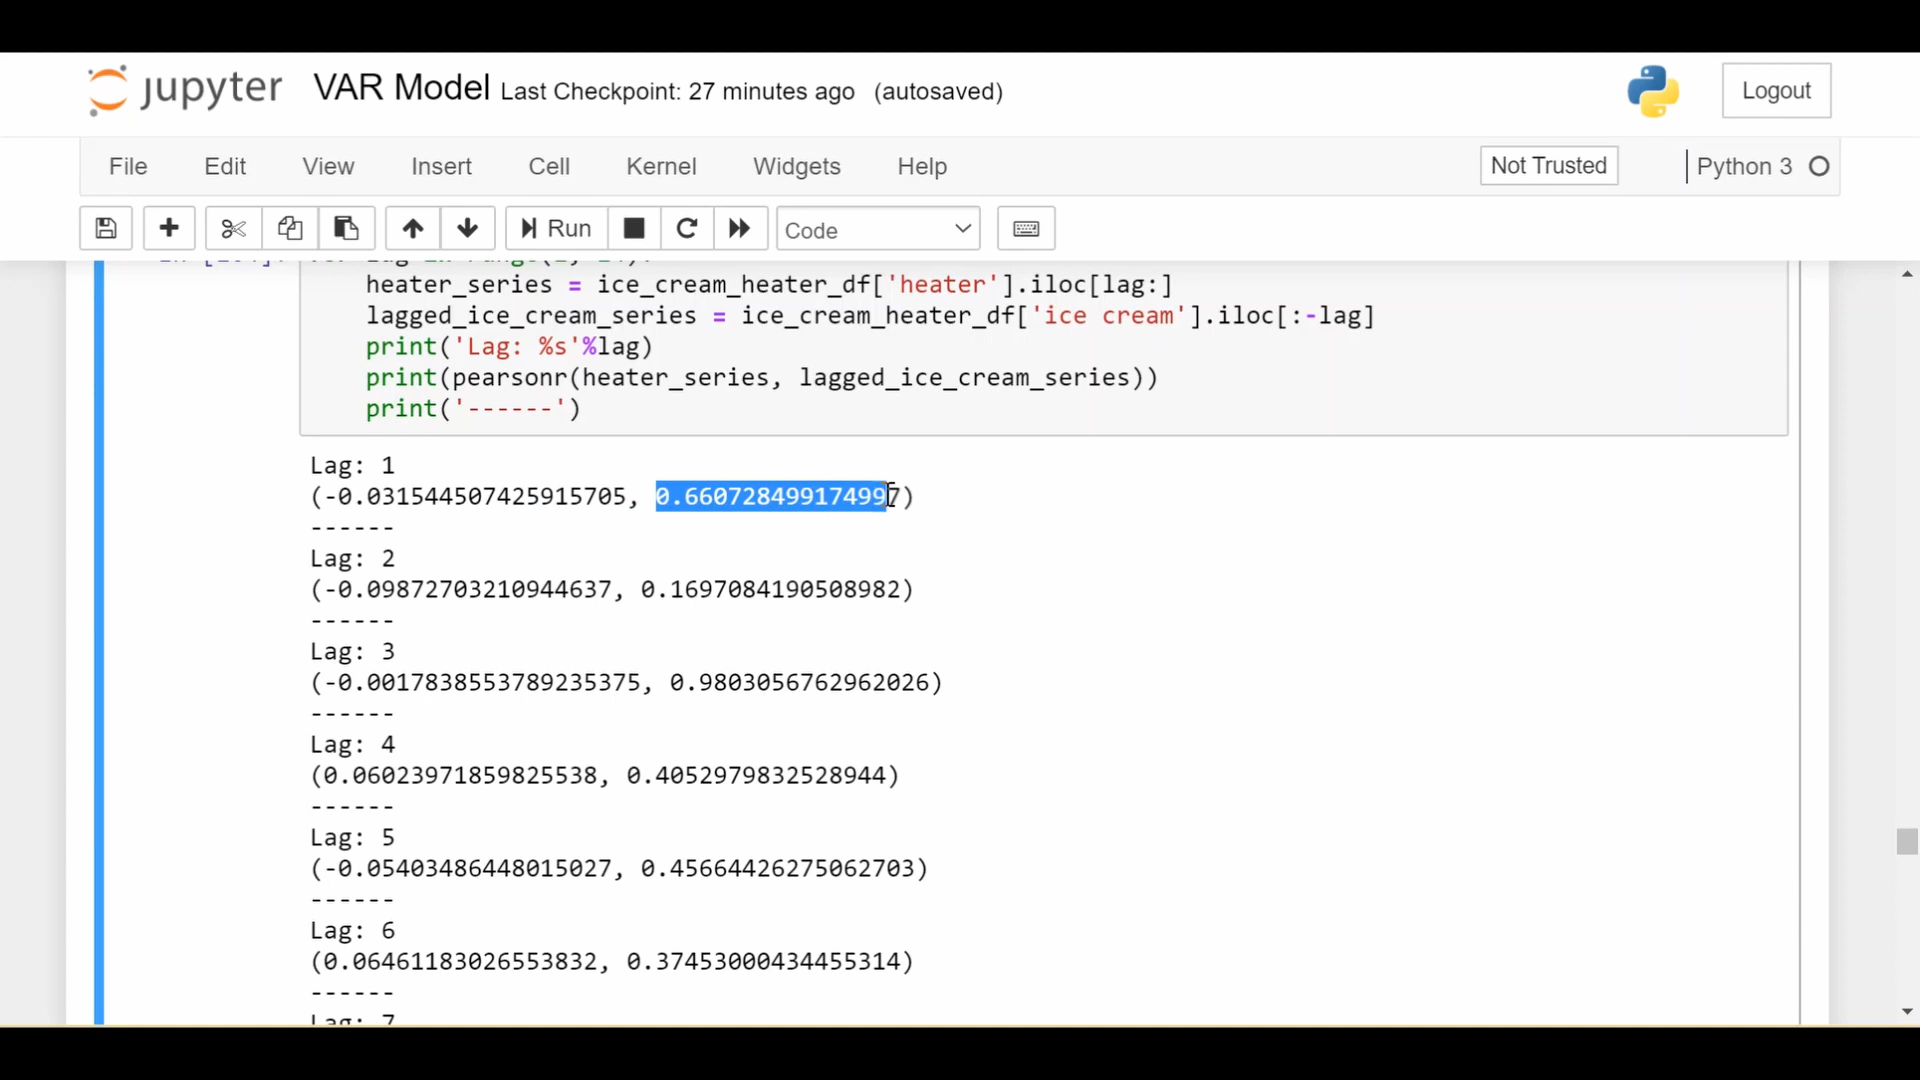 jupyter VAR Model Last Checkpoint: 27 minutes ago (autosaved) Logout
File Edit View Insert Cell Kernel Widgets Help Not Trusted Python 3
Run Code
heater_series = ice_cream_heater_df['heater'].iloc[lag:]
lagged_ice_cream_series = ice_cream_heater_df['ice cream'].iloc[:-lag]
print('Lag: %s'%lag)
print(pearsonr(heater_series, lagged_ice_cream_series))
print('------')
Lag: 1
(-0.031544507425915705, 0.6607284991749997)
------
Lag: 2
(-0.09872703210944637, 0.1697084190508982)
------
Lag: 3
(-0.0017838553789235375, 0.9803056762962026)
------
Lag: 4
(0.06023971859825538, 0.4052979832528944)
------
Lag: 5
(-0.05403486448015027, 0.45664426275062703)
------
Lag: 6
(0.06461183026553832, 0.37453000434455314)
------
Lag: 7